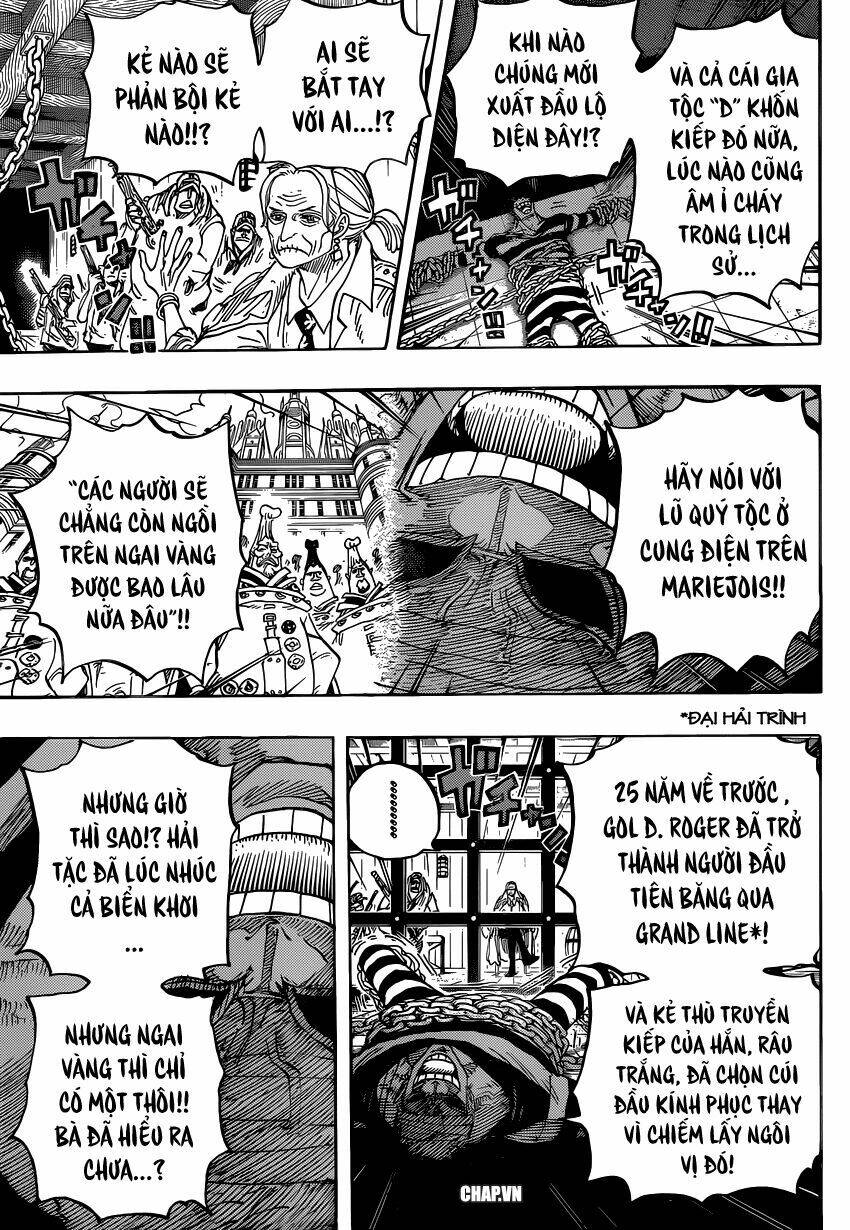 VÀ CẢ CÁI GIA
TỘC “D” KHỐN
KIẾP ĐÓ NỮA,
LÚC NÀO CŨNG
ÂM Ỉ CHÁY
TRONG LỊCH
SỬ...
KHI NÀO
CHÚNG MỚI
XUẤT ĐẦU LỘ
DIỆN ĐÂY!?
AI SẼ
BẮT TAY
VỚI AI...!?
KẺ NÀO SẼ
PHẢN BỘI KẺ
NÀO!!?
HÃY NÓI VỚI
LŨ QUÝ TỘC Ở
CUNG ĐIỆN TRÊN
MARIEJOIS!!
“CÁC NGƯỜI SẼ
CHẲNG CÒN NGỒI
TRÊN NGAI VÀNG
ĐƯỢC BAO LÂU
NỮA ĐÂU”!!
*ĐẠI HẢI TRÌNH
25 NĂM VỀ TRƯỚC,
GOL D. ROGER ĐÃ TRỞ
THÀNH NGƯỜI ĐẦU
TIÊN BĂNG QUA
GRAND LINE*!
VÀ KẺ THÙ TRUYỀN
KIẾP CỦA HẮN, RÂU
TRẮNG, ĐÃ CHỌN CÚI
ĐẦU KÍNH PHỤC THAY
VÌ CHIẾM LẤY NGÔI
VỊ ĐÓ!
NHƯNG GIỜ
THÌ SAO!? HẢI
TẶC ĐÃ LÚC NHÚC
CẢ BIỂN KHƠI
...
NHƯNG NGAI
VÀNG THÌ CHỈ
CÓ MỘT THÔI!!
BÀ ĐÃ HIỂU RA
CHƯA...?
CHAP.VN